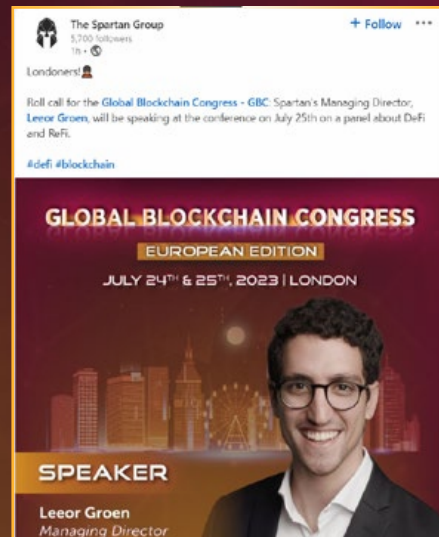 The Spartan Group
5,700 followers
1h •
+ Follow •••
Londoners!
Roll call for the Global Blockchain Congress - GBC: Spartan's Managing Director,
Leeor Groen, will be speaking at the conference on July 25th on a panel about DeFi
and ReFi.
#defi #blockchain
GLOBAL BLOCKCHAIN CONGRESS
EUROPEAN EDITION
JULY 24TH & 25TH, 2023 | LONDON
SPEAKER
Leeor Groen
Managing Director